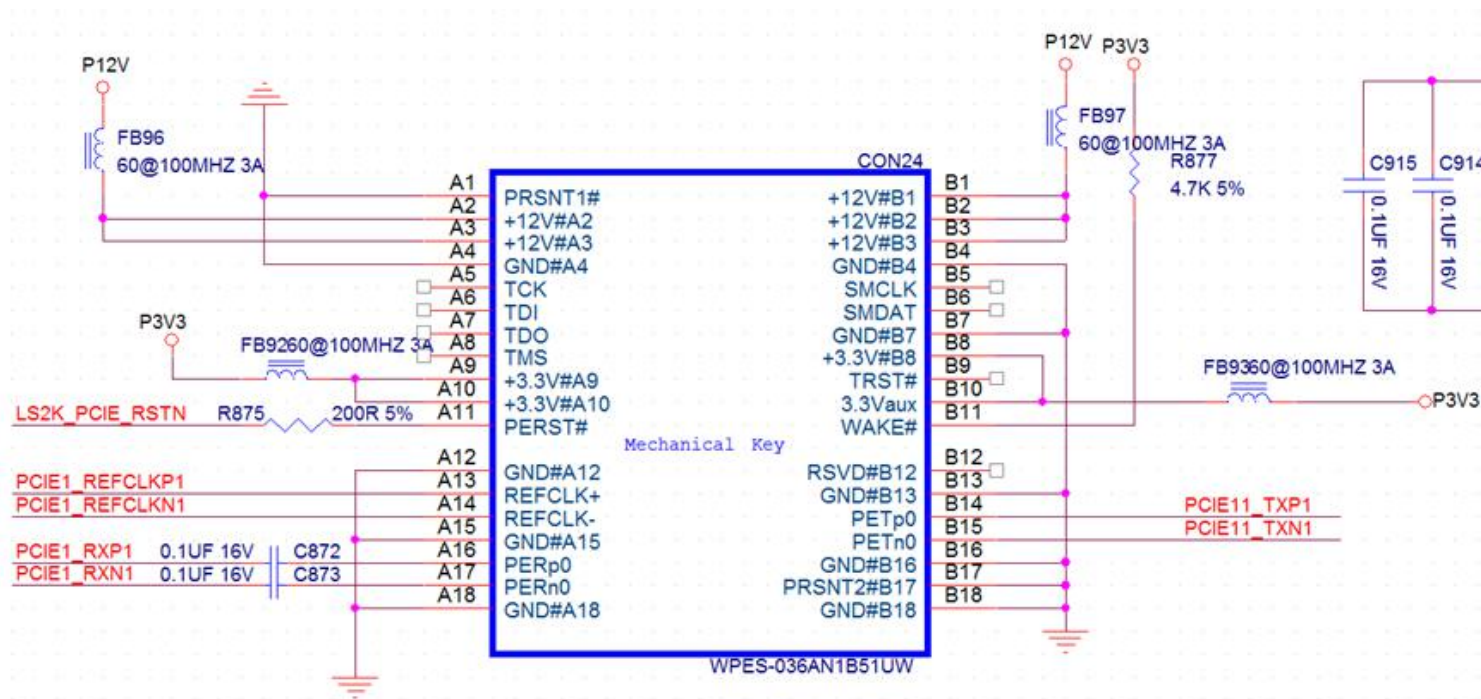 P12V
P12V P3V3
FB96
60@100MHZ 3A
FB97
60@100MHZ 3A
R877
4.7K 5%
C915
0.1UF 16V
C914
0.1UF 16V
CON24
A1 PRSNT1# +12V#B1 B1
A2 +12V#A2 +12V#B2 B2
A3 +12V#A3 +12V#B3 B3
A4 GND#A4 GND#B4 B4
A5 TCK SMCLK B5
A6 TDI SMDAT B6
A7 TDO GND#B7 B7
A8 TMS +3.3V#B8 B8
A9 +3.3V#A9 TRST# B9
A10 +3.3V#A10 3.3Vaux B10
A11 PERST# WAKE# B11
Mechanical Key
A12 GND#A12 RSVD#B12 B12
A13 REFCLK+ GND#B13 B13
A14 REFCLK- PETp0 B14
A15 GND#A15 PETn0 B15
A16 PERp0 GND#B16 B16
A17 PERn0 PRSNT2#B17 B17
A18 GND#A18 GND#B18 B18
WPES-036AN1B51UW
P3V3
FB9260@100MHZ 3A
LS2K_PCIE_RSTN R875 200R 5%
PCIE1_REFCLKP1
PCIE1_REFCLKN1
PCIE1_RXP1 0.1UF 16V C872
PCIE1_RXN1 0.1UF 16V C873
FB9360@100MHZ 3A
P3V3
PCIE11_TXP1
PCIE11_TXN1